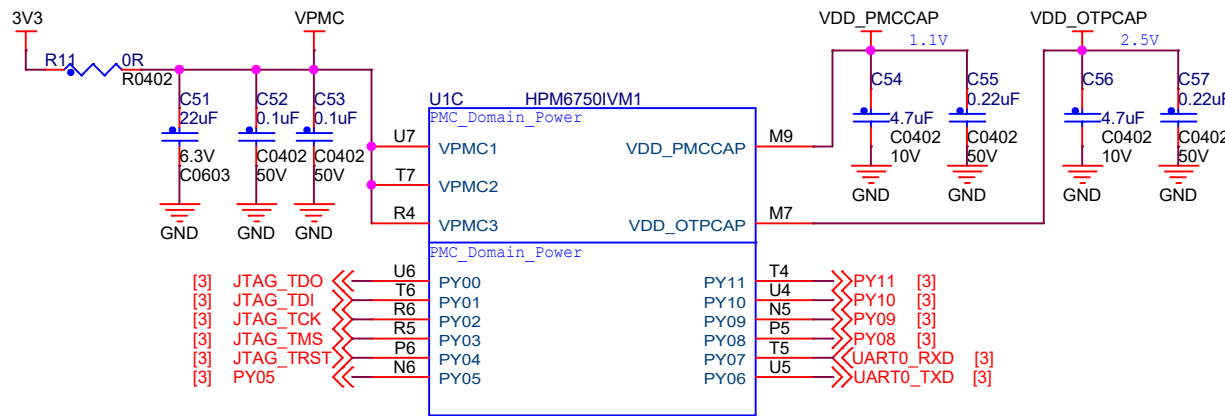 3V3
VPMC
VDD_PMCCAP
VDD_OTPCAP
1.1V
2.5V
R11
0R
R0402
C51
22uF
6.3V
C0603
C52
0.1uF
C0402
50V
C53
0.1uF
C0402
50V
C54
4.7uF
C0402
10V
C55
0.22uF
C0402
50V
C56
4.7uF
C0402
10V
C57
0.22uF
C0402
50V
GND
GND
GND
GND
GND
GND
GND
U1C HPM6750IVM1
PMC_Domain_Power
U7 VPMC1 VDD_PMCCAP M9
T7 VPMC2
R4 VPMC3 VDD_OTPCAP M7
PMC_Domain_Power
[3] JTAG_TDO U6 PY00 PY11 T4 PY11 [3]
[3] JTAG_TDI T6 PY01 PY10 U4 PY10 [3]
[3] JTAG_TCK R6 PY02 PY09 N5 PY09 [3]
[3] JTAG_TMS R5 PY03 PY08 P5 PY08 [3]
[3] JTAG_TRST P6 PY04 PY07 T5 UART0_RXD [3]
[3] PY05 N6 PY05 PY06 U5 UART0_TXD [3]